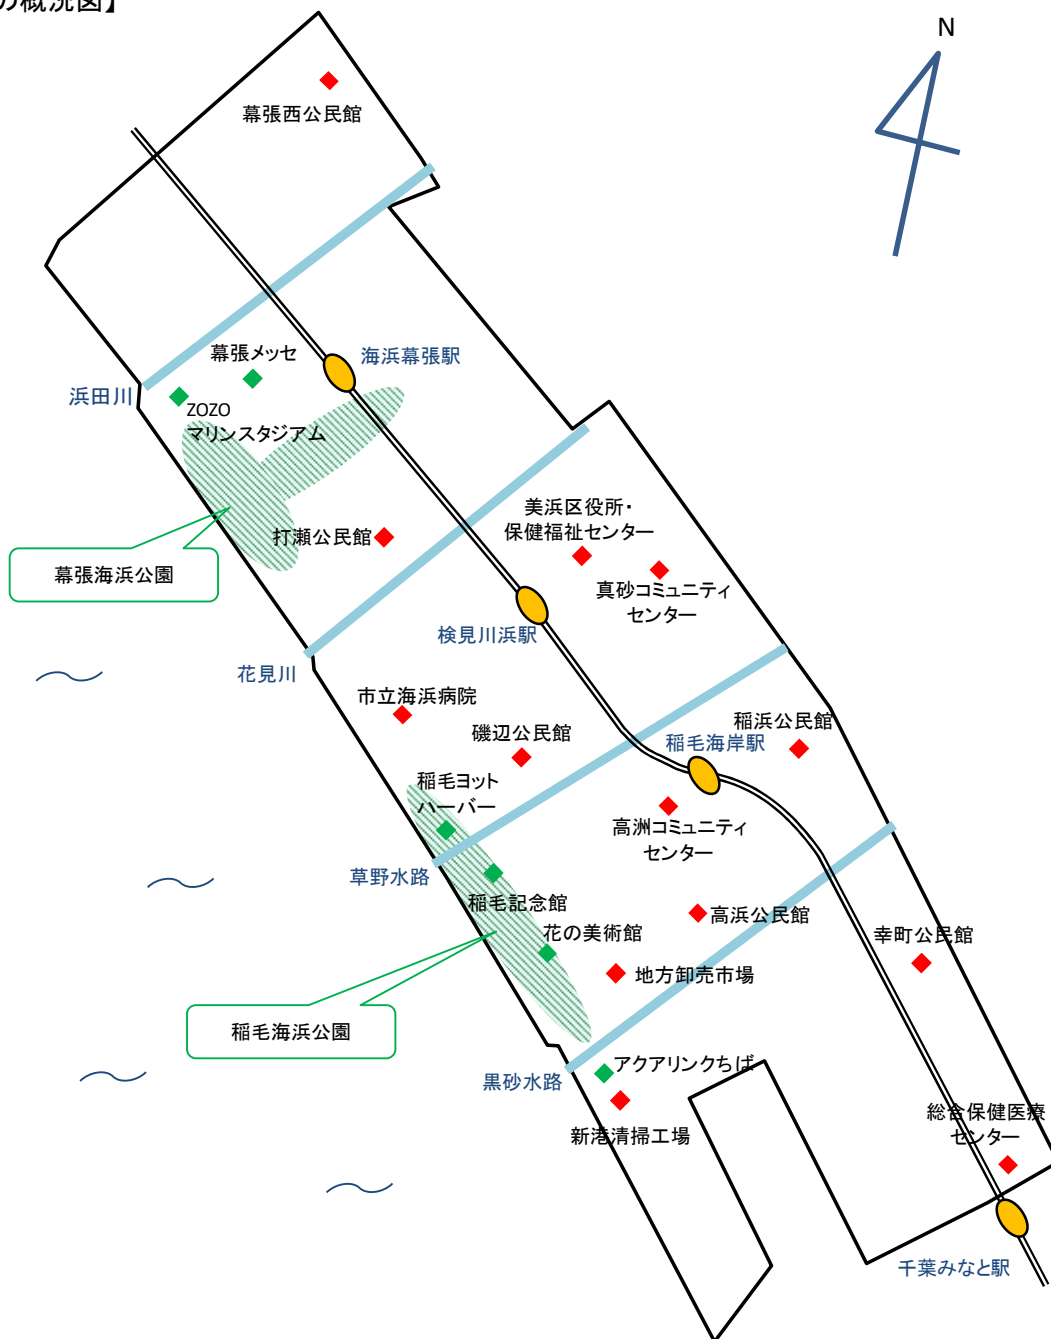 の概況図】
N
幕張西公民館
海浜幕張駅
幕張メッセ
浜田川
ZOZO
マリンスタジアム
美浜区役所・
保健福祉センター
打瀬公民館
幕張海浜公園
真砂コミュニティ
センター
検見川浜駅
花見川
市立海浜病院
稲浜公民館
磯辺公民館
稲毛海岸駅
稲毛ヨット
ハーバー
高洲コミュニティ
センター
草野水路
稲毛記念館
高浜公民館
花の美術館
幸町公民館
地方卸売市場
稲毛海浜公園
アクアリンクちば
黒砂水路
総合保健医療
センター
新港清掃工場
千葉みなと駅